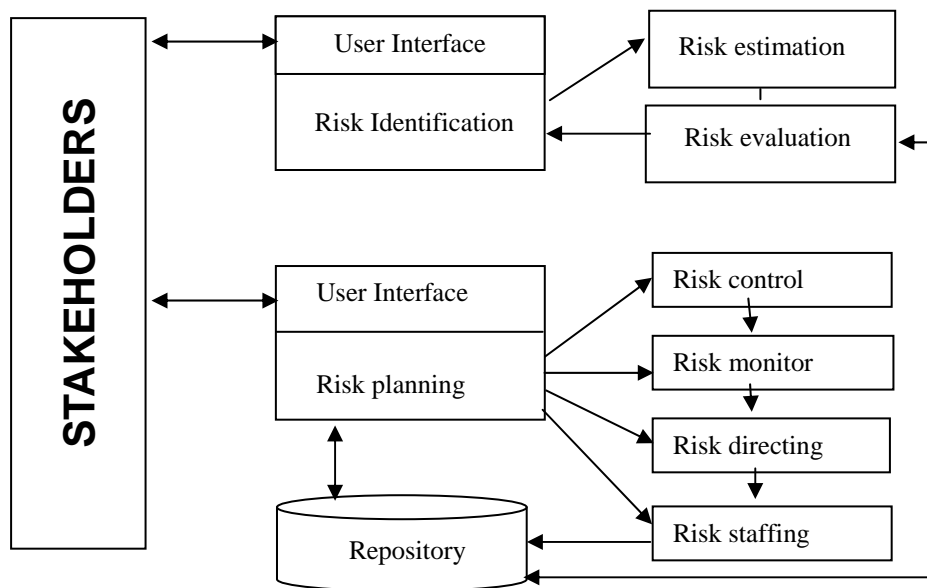 STAKEHOLDERS
User Interface
Risk Identification
Risk estimation
Risk evaluation
User Interface
Risk planning
Risk control
Risk monitor
Risk directing
Risk staffing
Repository